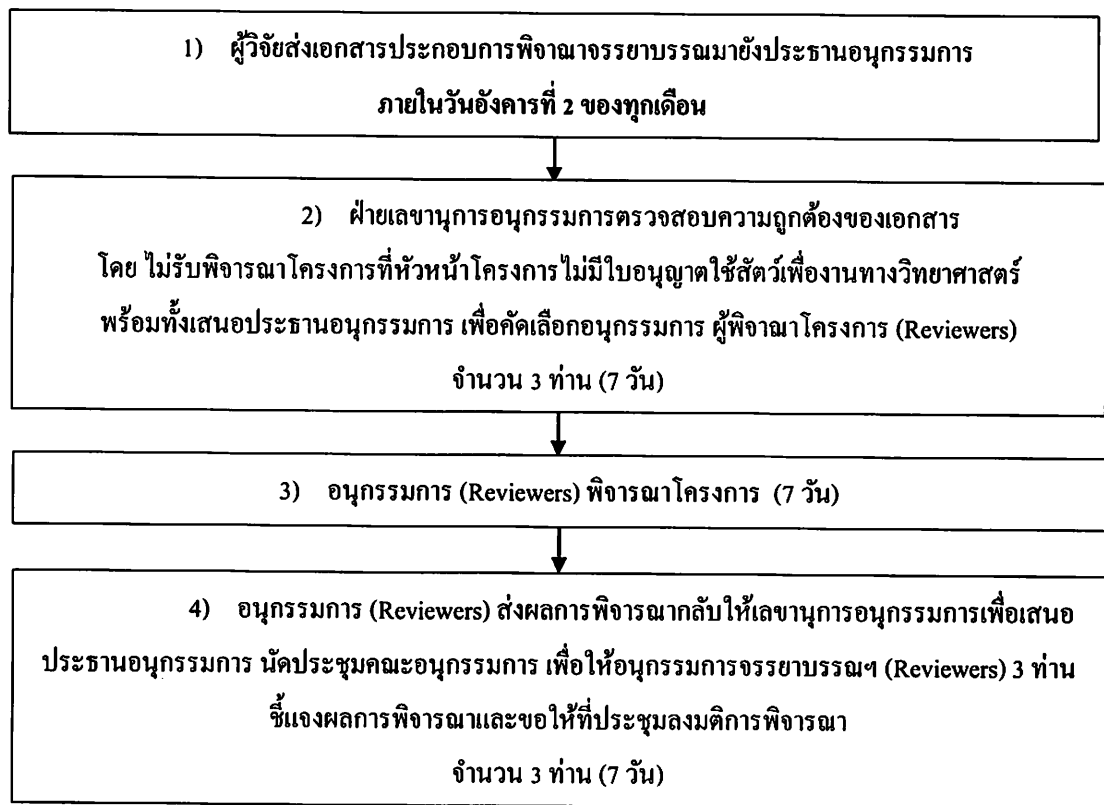 1) ผู้วิจัยส่งเอกสารประกอบการพิจาณาจรรยาบรรณมายังประธานอนุกรรมการ
ภายในวันอังคารที่ 2 ของทุกเดือน
2) ฝ่ายเลขานุการอนุกรรมการตรวจสอบความถูกต้องของเอกสาร
โดย ไม่รับพิจารณาโครงการที่หัวหน้าโครงการไม่มีใบอนุญาตใช้สัตว์เพื่องานทางวิทยาศาสตร์
พร้อมทั้งเสนอประธานอนุกรรมการ เพื่อคัดเลือกอนุกรรมการ ผู้พิจาณาโครงการ (Reviewers)
จำนวน 3 ท่าน (7 วัน)
3) อนุกรรมการ (Reviewers) พิจารณาโครงการ (7 วัน)
4) อนุกรรมการ (Reviewers) ส่งผลการพิจารณากลับให้เลขานุการอนุกรรมการเพื่อเสนอ
ประธานอนุกรรมการ นัดประชุมคณะอนุกรรมการ เพื่อให้อนุกรรมการจรรยาบรรณฯ (Reviewers) 3 ท่าน
ชี้แจงผลการพิจารณาและขอให้ที่ประชุมลงมติการพิจารณา
จำนวน 3 ท่าน (7 วัน)